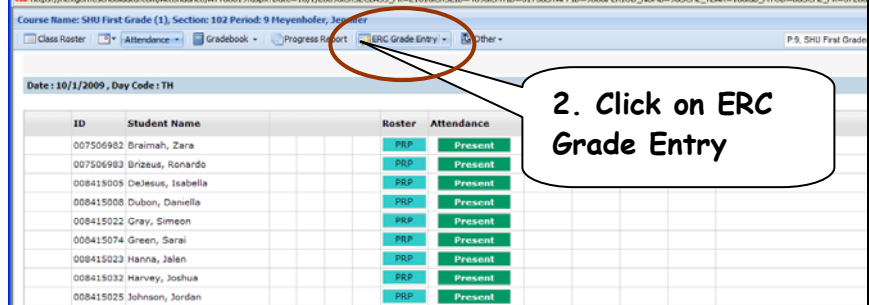 Course Name: SHU First Grade (1), Section: 102 Period: 9 Meyenhofer, Jennifer
Class Roster Attendance Gradebook Progress Report ERC Grade Entry Other P:9, SHU First Grade
Date : 10/1/2009 , Day Code : TH
2. Click on ERC
Grade Entry
ID Student Name Roster Attendance
007506982 Braimah, Zara PRP Present
007506983 Brizeus, Ronardo PRP Present
008415005 DeJesus, Isabella PRP Present
008415008 Dubon, Daniella PRP Present
008415022 Gray, Simeon PRP Present
008415074 Green, Sarai PRP Present
008415023 Hanna, Jalen PRP Present
008415032 Harvey, Joshua PRP Present
008415025 Johnson, Jordan PRP Present